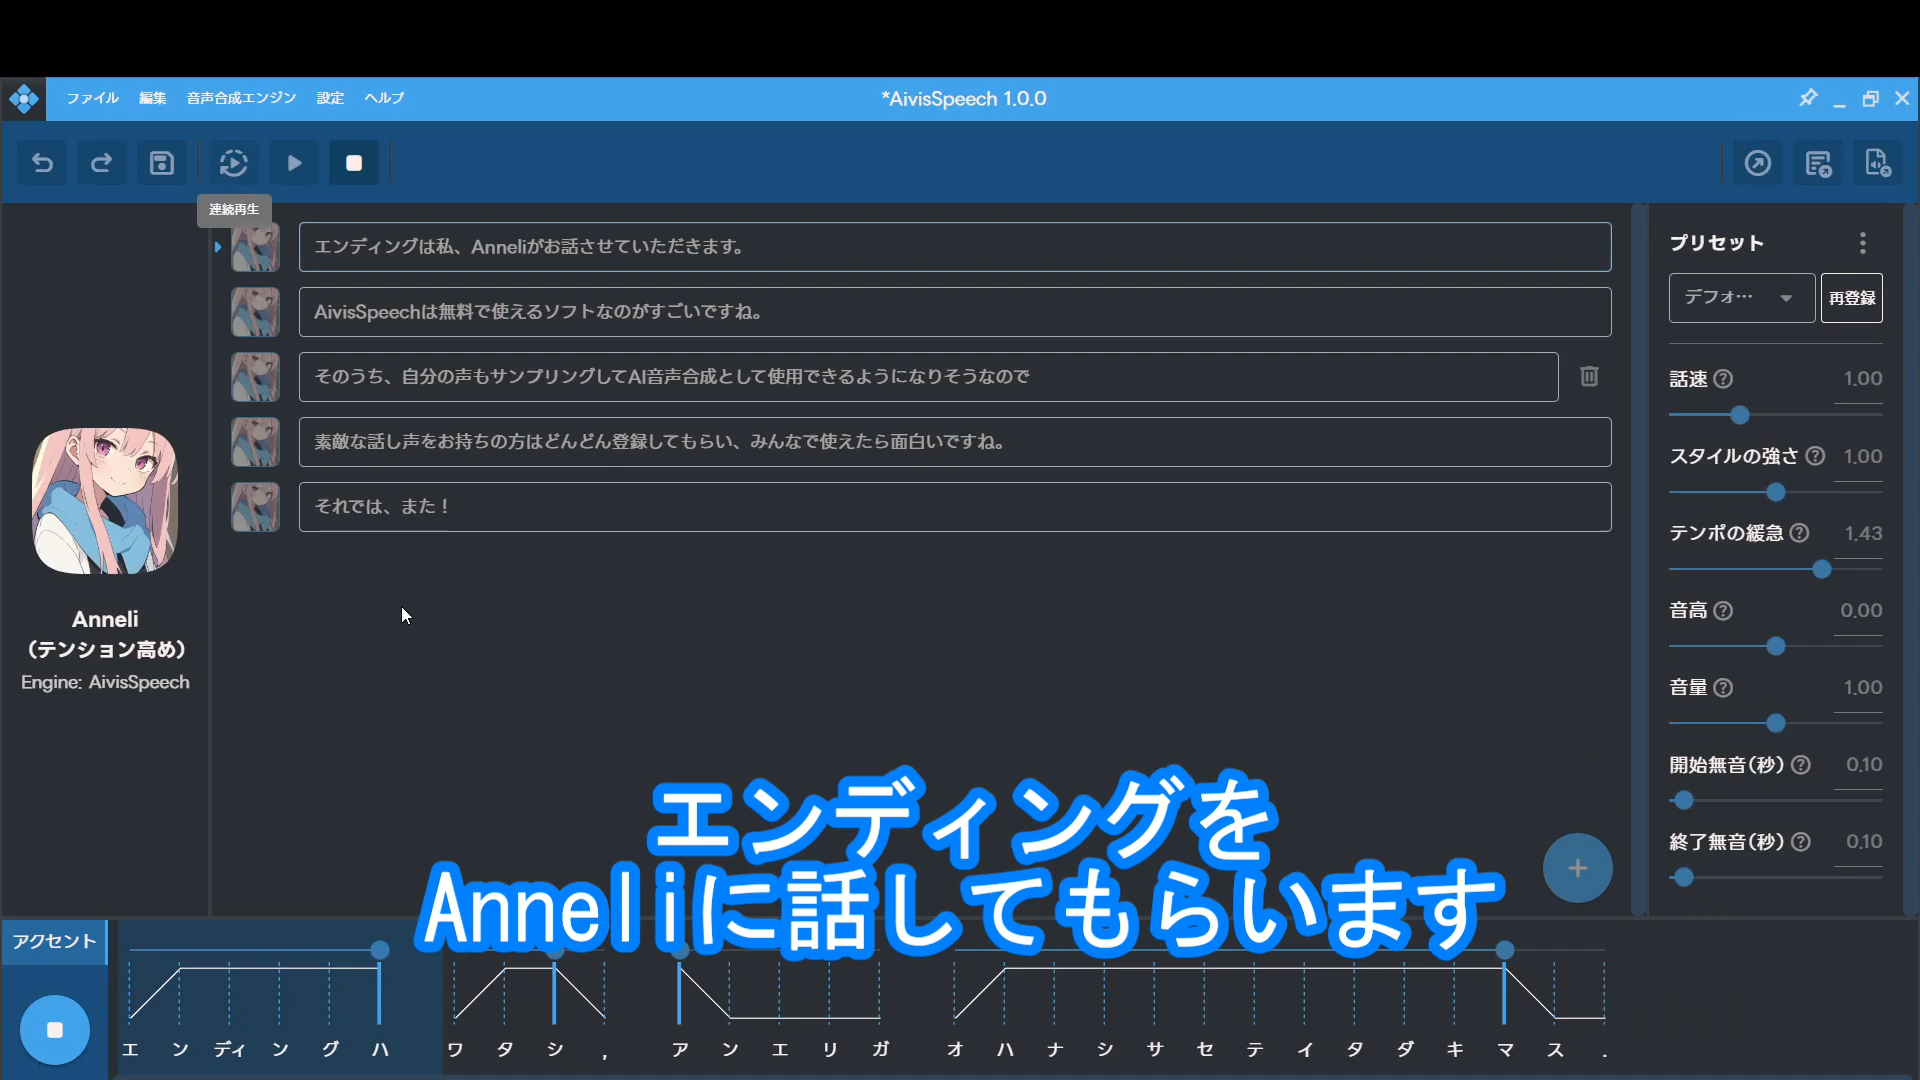 ファイル 編集 音声合成エンジン 設定 ヘルプ
*AivisSpeech 1.0.0
連続再生
エンディングは私、Anneliがお話させていただきます。
AivisSpeechは無料で使えるソフトなのがすごいですね。
そのうち、自分の声もサンプリングしてAI音声合成として使用できるようになりそうなので
素敵な話し声をお持ちの方はどんどん登録してもらい、みんなで使えたら面白いですね。
それでは、また！
Anneli
（テンション高め）
Engine: AivisSpeech
プリセット
デフォ… 再登録
話速 1.00
スタイルの強さ 1.00
テンポの緩急 1.43
音高 0.00
音量 1.00
開始無音(秒) 0.10
終了無音(秒) 0.10
エンディングを
Anneliに話してもらいます
アクセント
エ ン ディ ン グ ハ ワ タ シ , ア ン エ リ ガ オ ハ ナ シ サ セ テ イ タ ダ キ マ ス .